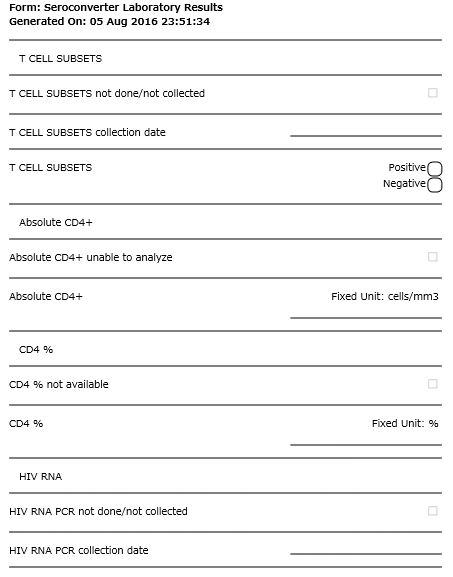 Form: Seroconverter Laboratory Results
Generated On: 05 Aug 2016 23:51:34
T CELL SUBSETS
T CELL SUBSETS not done/not collected
T CELL SUBSETS collection date
T CELL SUBSETS Positive
Negative
Absolute CD4+
Absolute CD4+ unable to analyze
Absolute CD4+ Fixed Unit: cells/mm3
CD4 %
CD4 % not available
CD4 % Fixed Unit: %
HIV RNA
HIV RNA PCR not done/not collected
HIV RNA PCR collection date